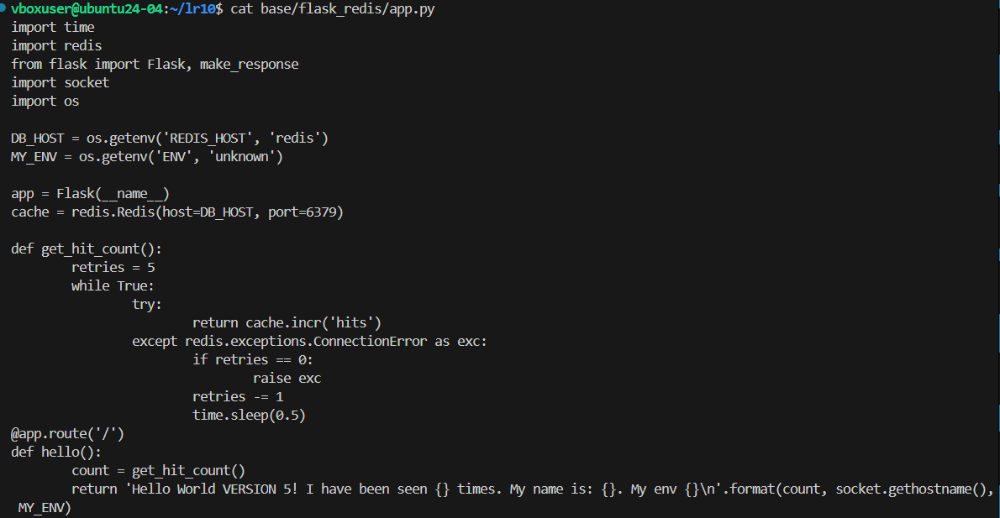 vboxuser@ubuntu24-04:~/lr10$ cat base/flask_redis/app.py
import time
import redis
from flask import Flask, make_response
import socket
import os

DB_HOST = os.getenv('REDIS_HOST', 'redis')
MY_ENV = os.getenv('ENV', 'unknown')

app = Flask(__name__)
cache = redis.Redis(host=DB_HOST, port=6379)

def get_hit_count():
        retries = 5
        while True:
                try:
                        return cache.incr('hits')
                except redis.exceptions.ConnectionError as exc:
                        if retries == 0:
                                raise exc
                        retries -= 1
                        time.sleep(0.5)
@app.route('/')
def hello():
        count = get_hit_count()
        return 'Hello World VERSION 5! I have been seen {} times. My name is: {}. My env {}\n'.format(count, socket.gethostname(),
 MY_ENV)